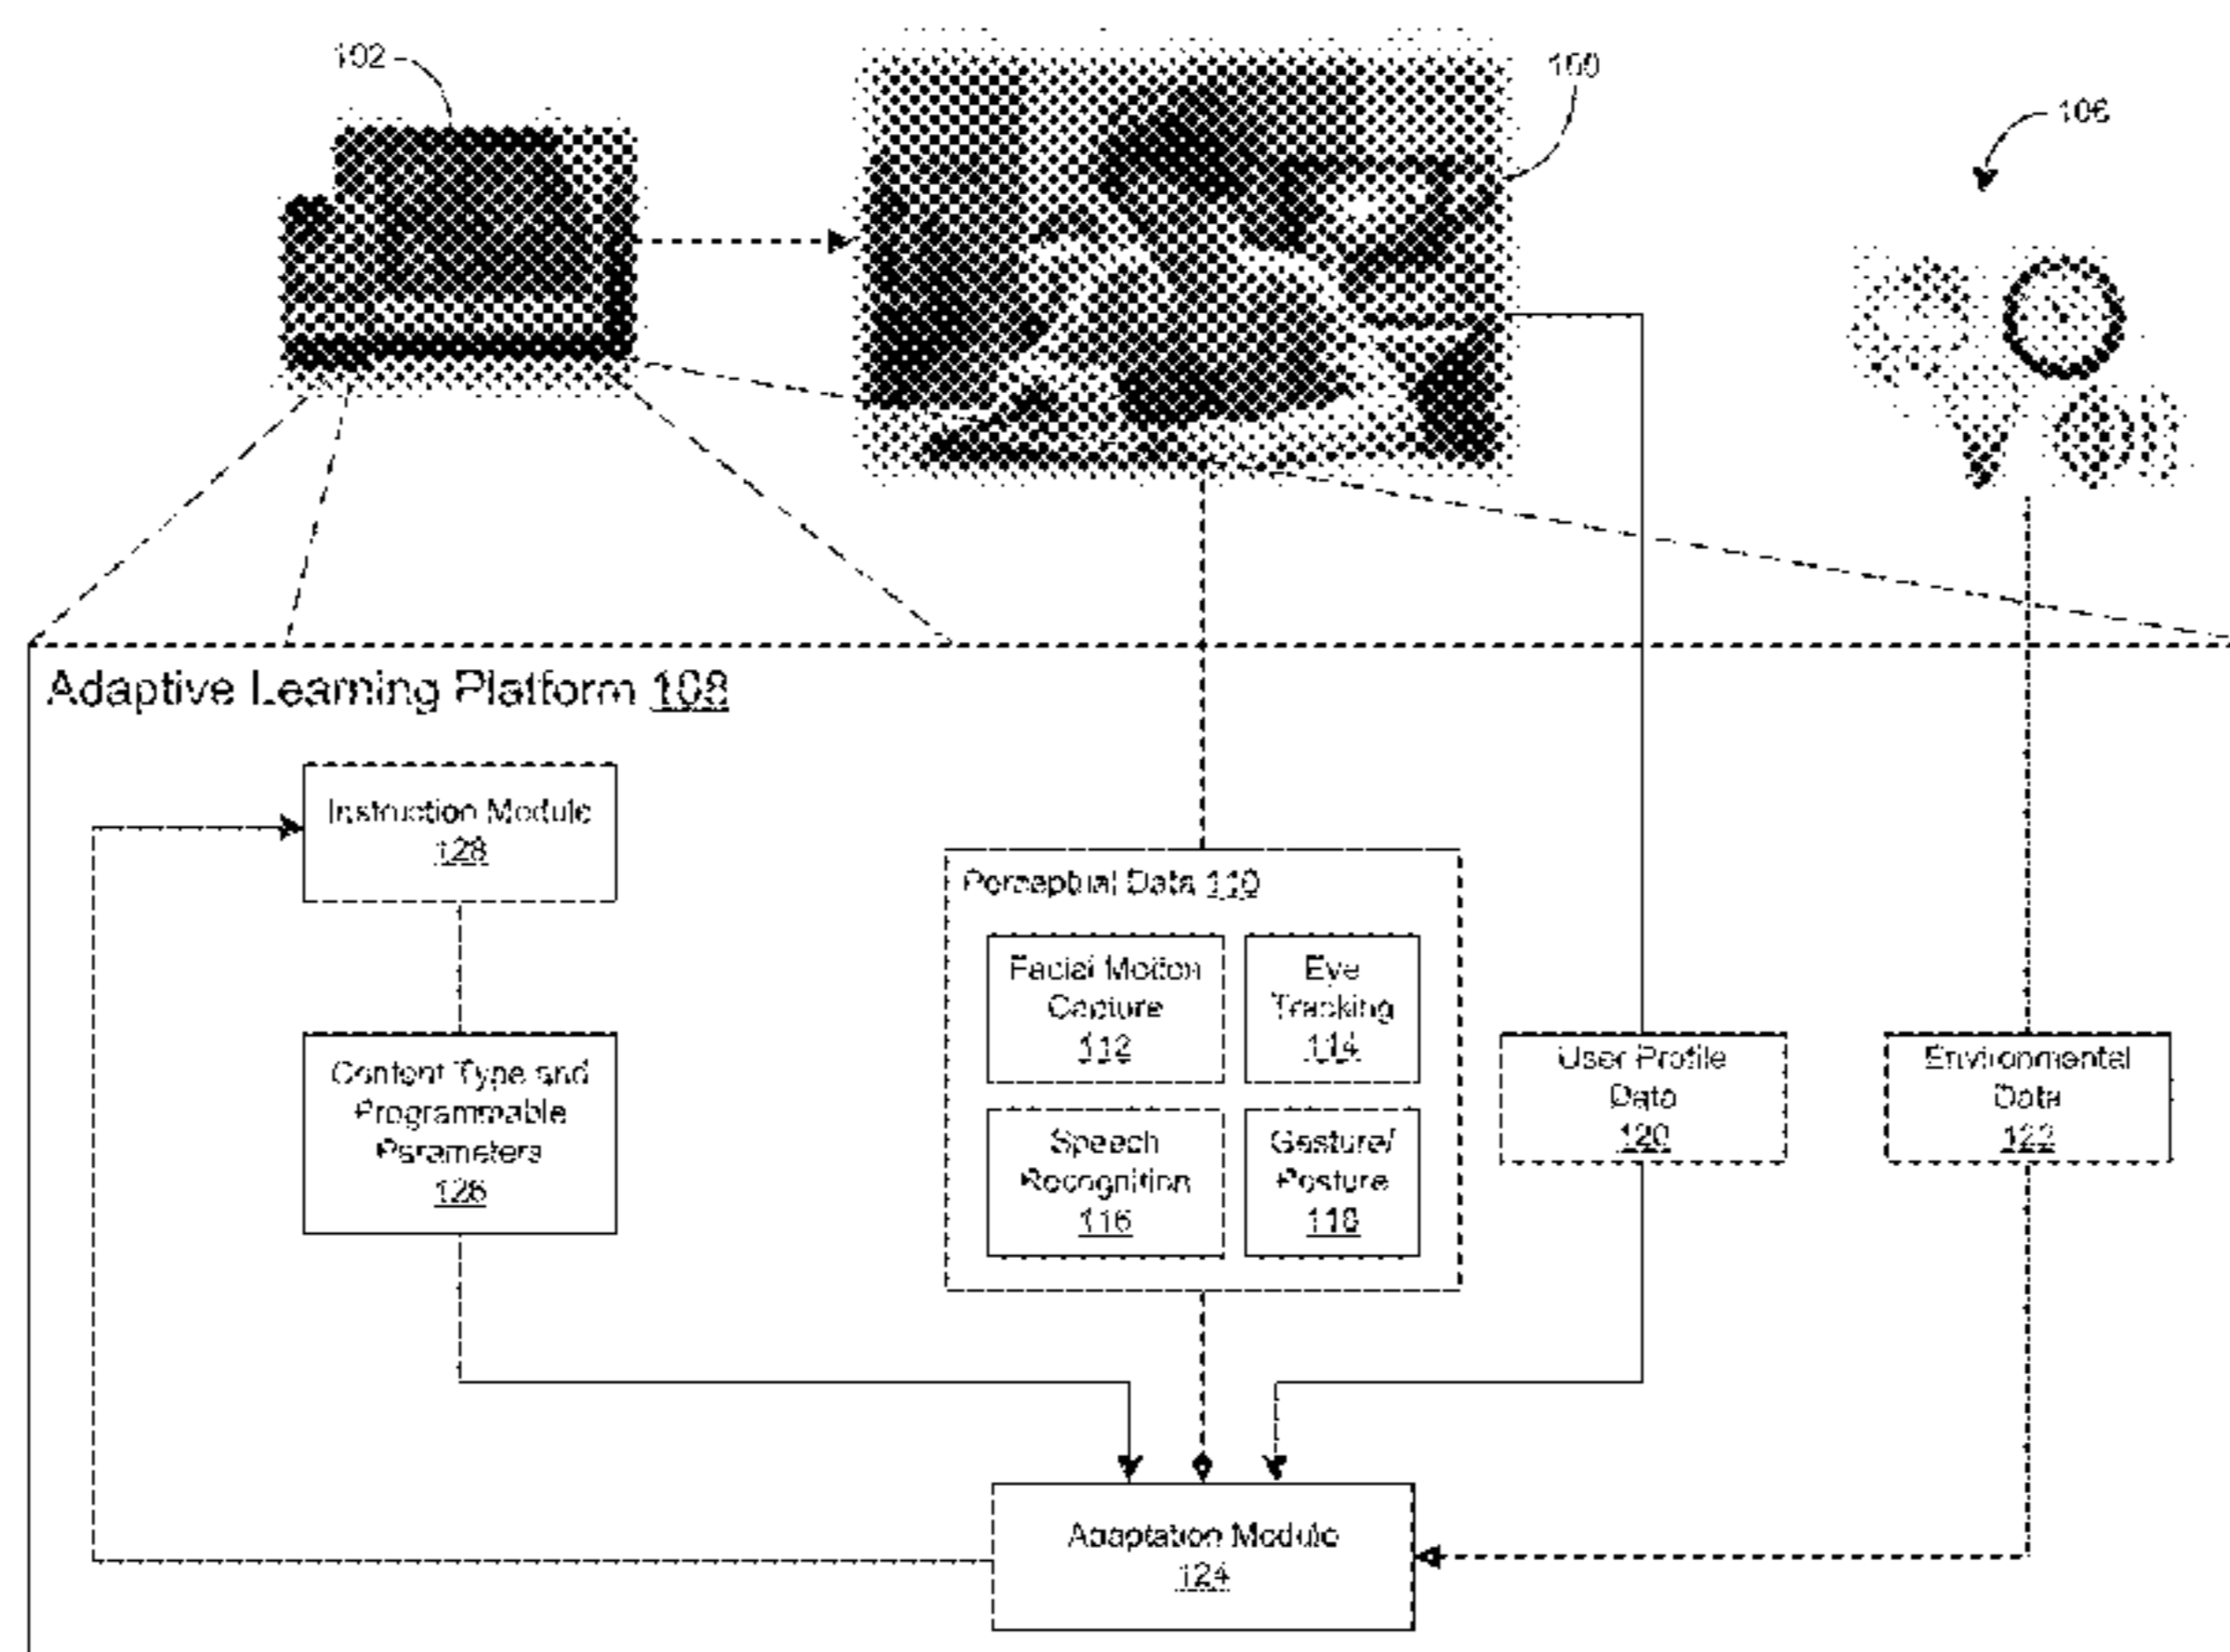 102
100
106
Adaptive Learning Platform 108
Instruction Module
128
Perceptual Data 110
Facial Motion
Capture
112
Eye
Tracking
114
Content Type and
Programmable
Parameters
126
User Profile
Data
120
Environmental
Data
122
Speech
Recognition
116
Gesture/
Posture
118
Adaptation Module
124